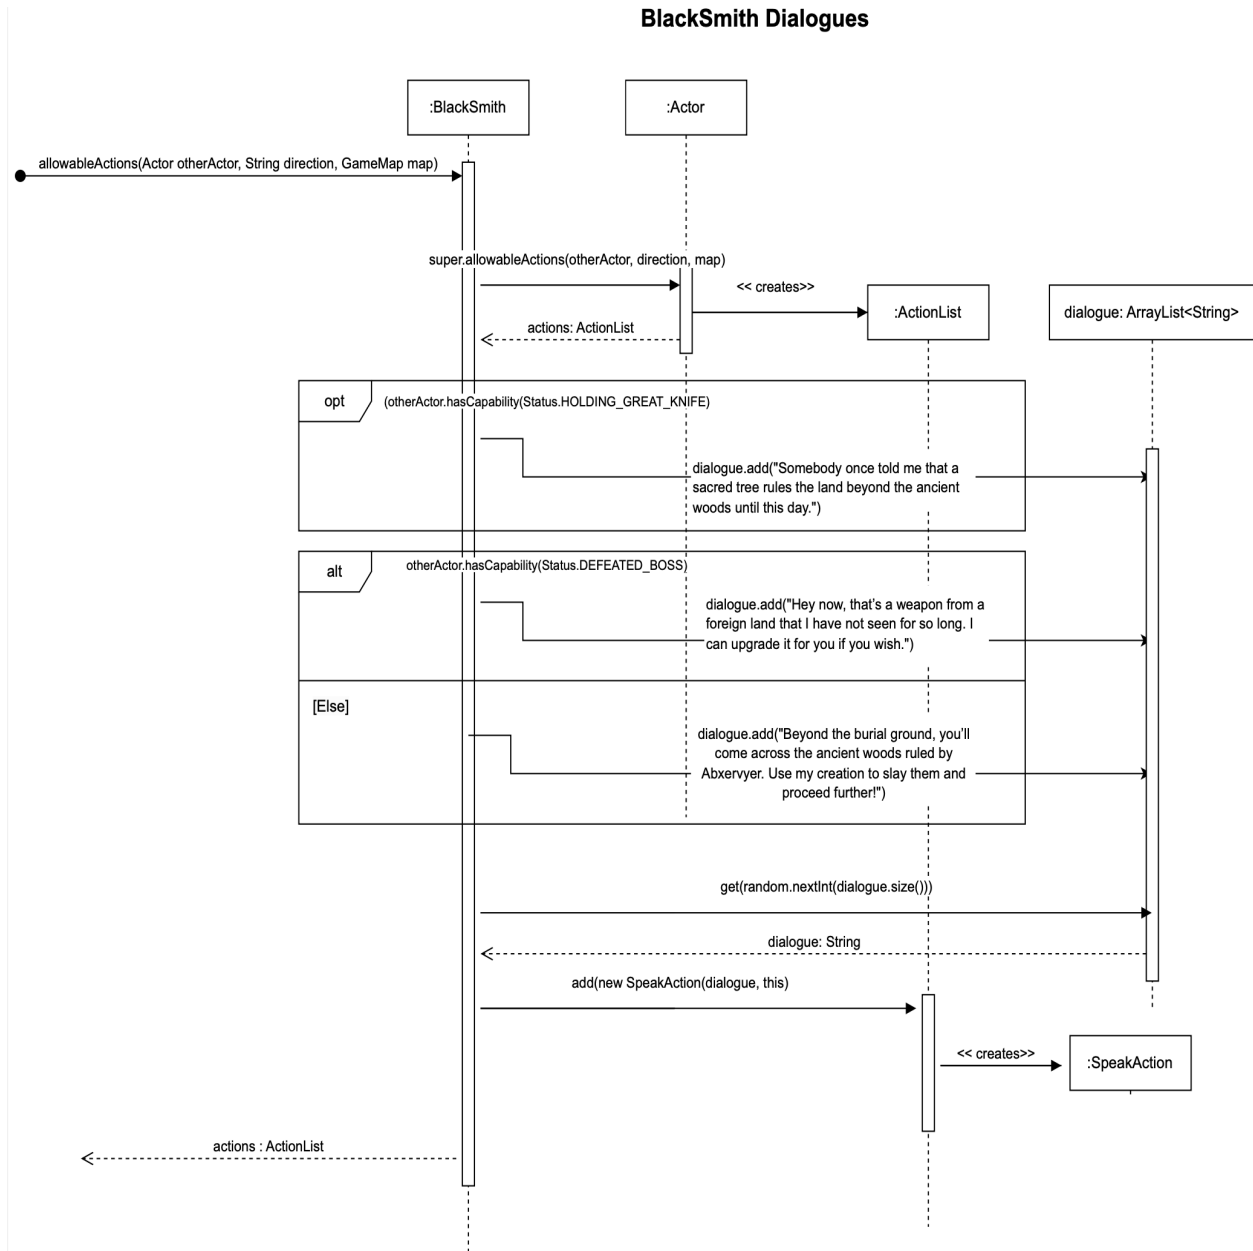 BlackSmith Dialogues
:BlackSmith
:Actor
allowableActions(Actor otherActor, String direction, GameMap map)
super.allowableActions(otherActor, direction, map)
<< creates>>
:ActionList
dialogue: ArrayList<String>
actions: ActionList
opt
(otherActor.hasCapability(Status.HOLDING_GREAT_KNIFE)
dialogue.add("Somebody once told me that a
sacred tree rules the land beyond the ancient
woods until this day.")
alt
otherActor.hasCapability(Status.DEFEATED_BOSS)
dialogue.add("Hey now, that's a weapon from a
foreign land that I have not seen for so long. I
can upgrade it for you if you wish.")
[Else]
dialogue.add("Beyond the burial ground, you'll
come across the ancient woods ruled by
Abxervyer. Use my creation to slay them and
proceed further!")
get(random.nextInt(dialogue.size()))
dialogue: String
add(new SpeakAction(dialogue, this)
<< creates>>
:SpeakAction
actions : ActionList